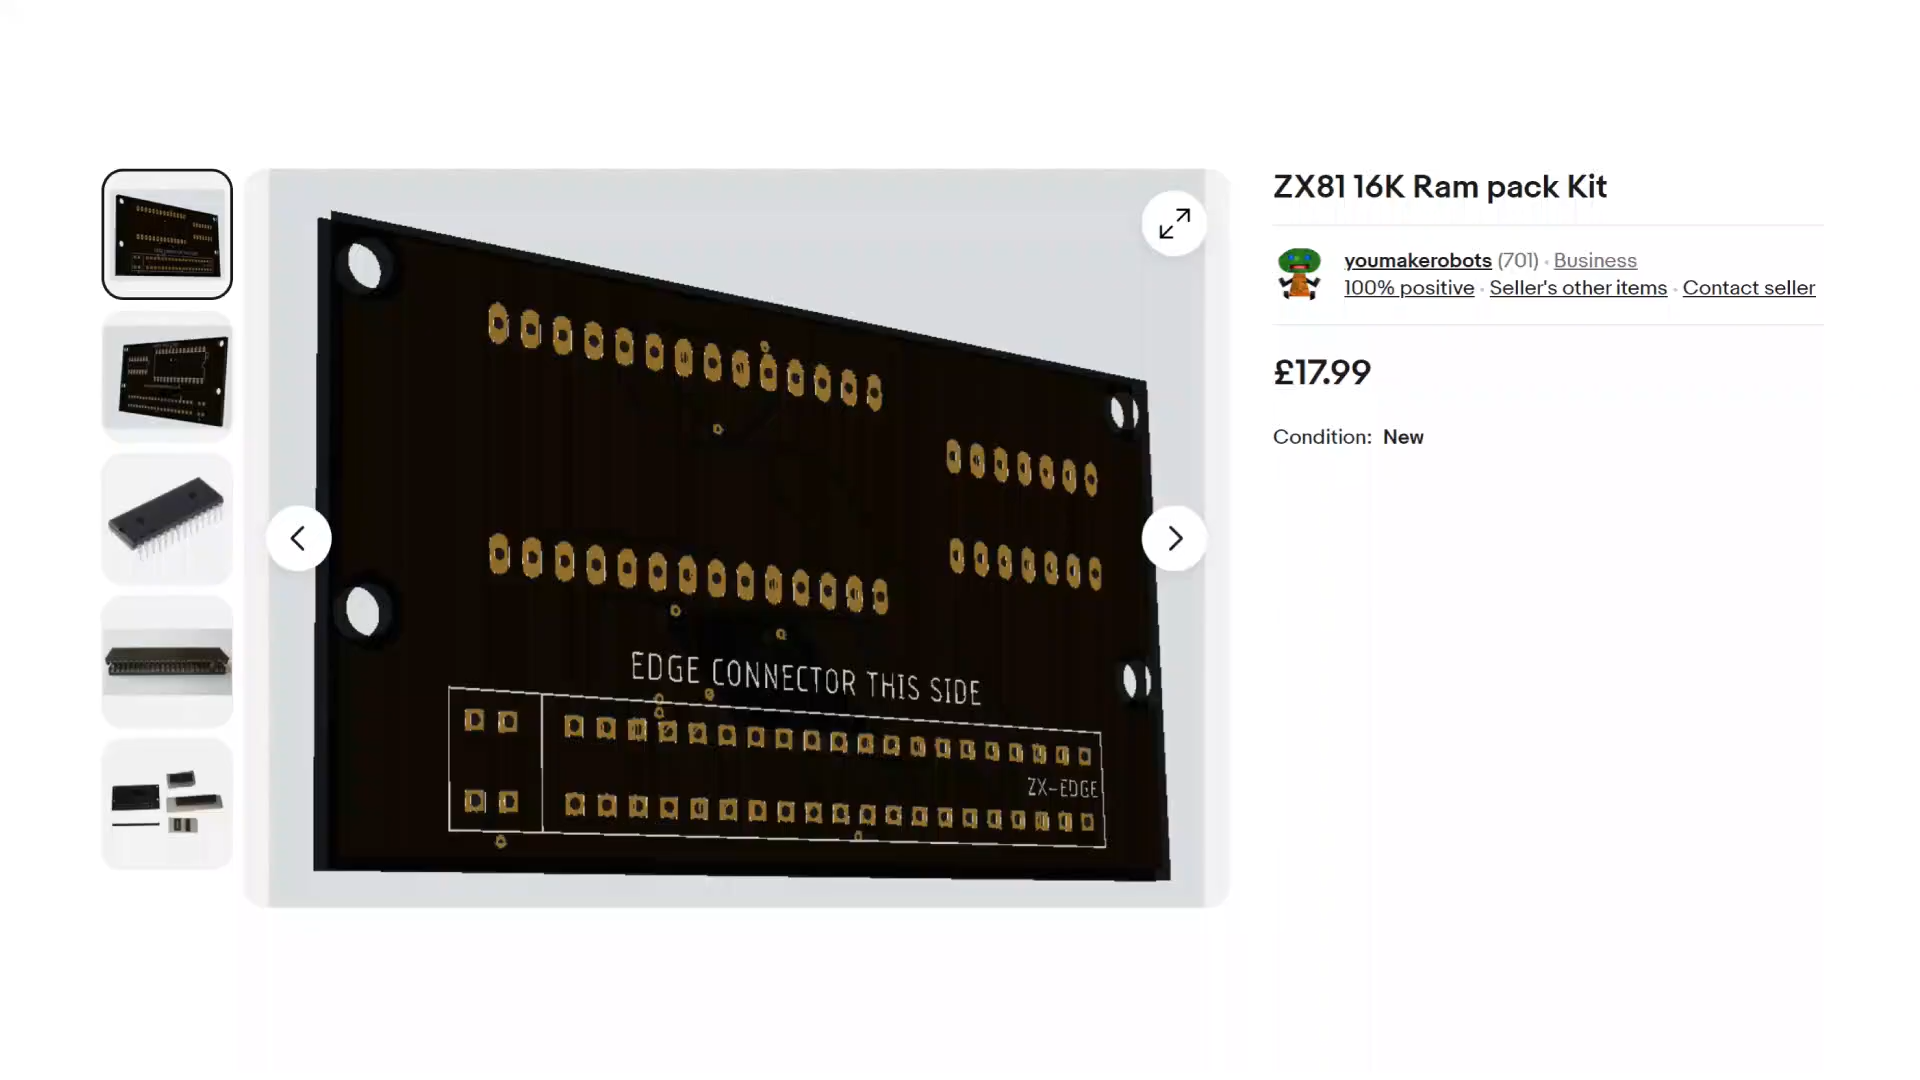 ZX81 16K Ram pack Kit
youmakerobots (701) · Business
100% positive · Seller's other items · Contact seller
£17.99
Condition: New
EDGE CONNECTOR THIS SIDE
ZX-EDGE